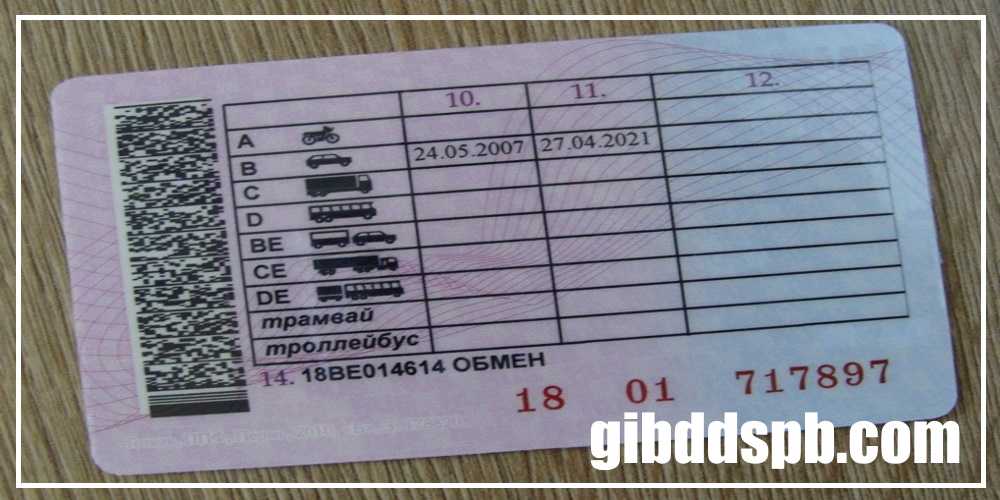 10. 11. 12.
A
B 24.05.2007 27.04.2021
C
D
BE
CE
DE
трамвай
троллейбус
14. 18BE014614 ОБМЕН
18 01 717897
gibddspb.com